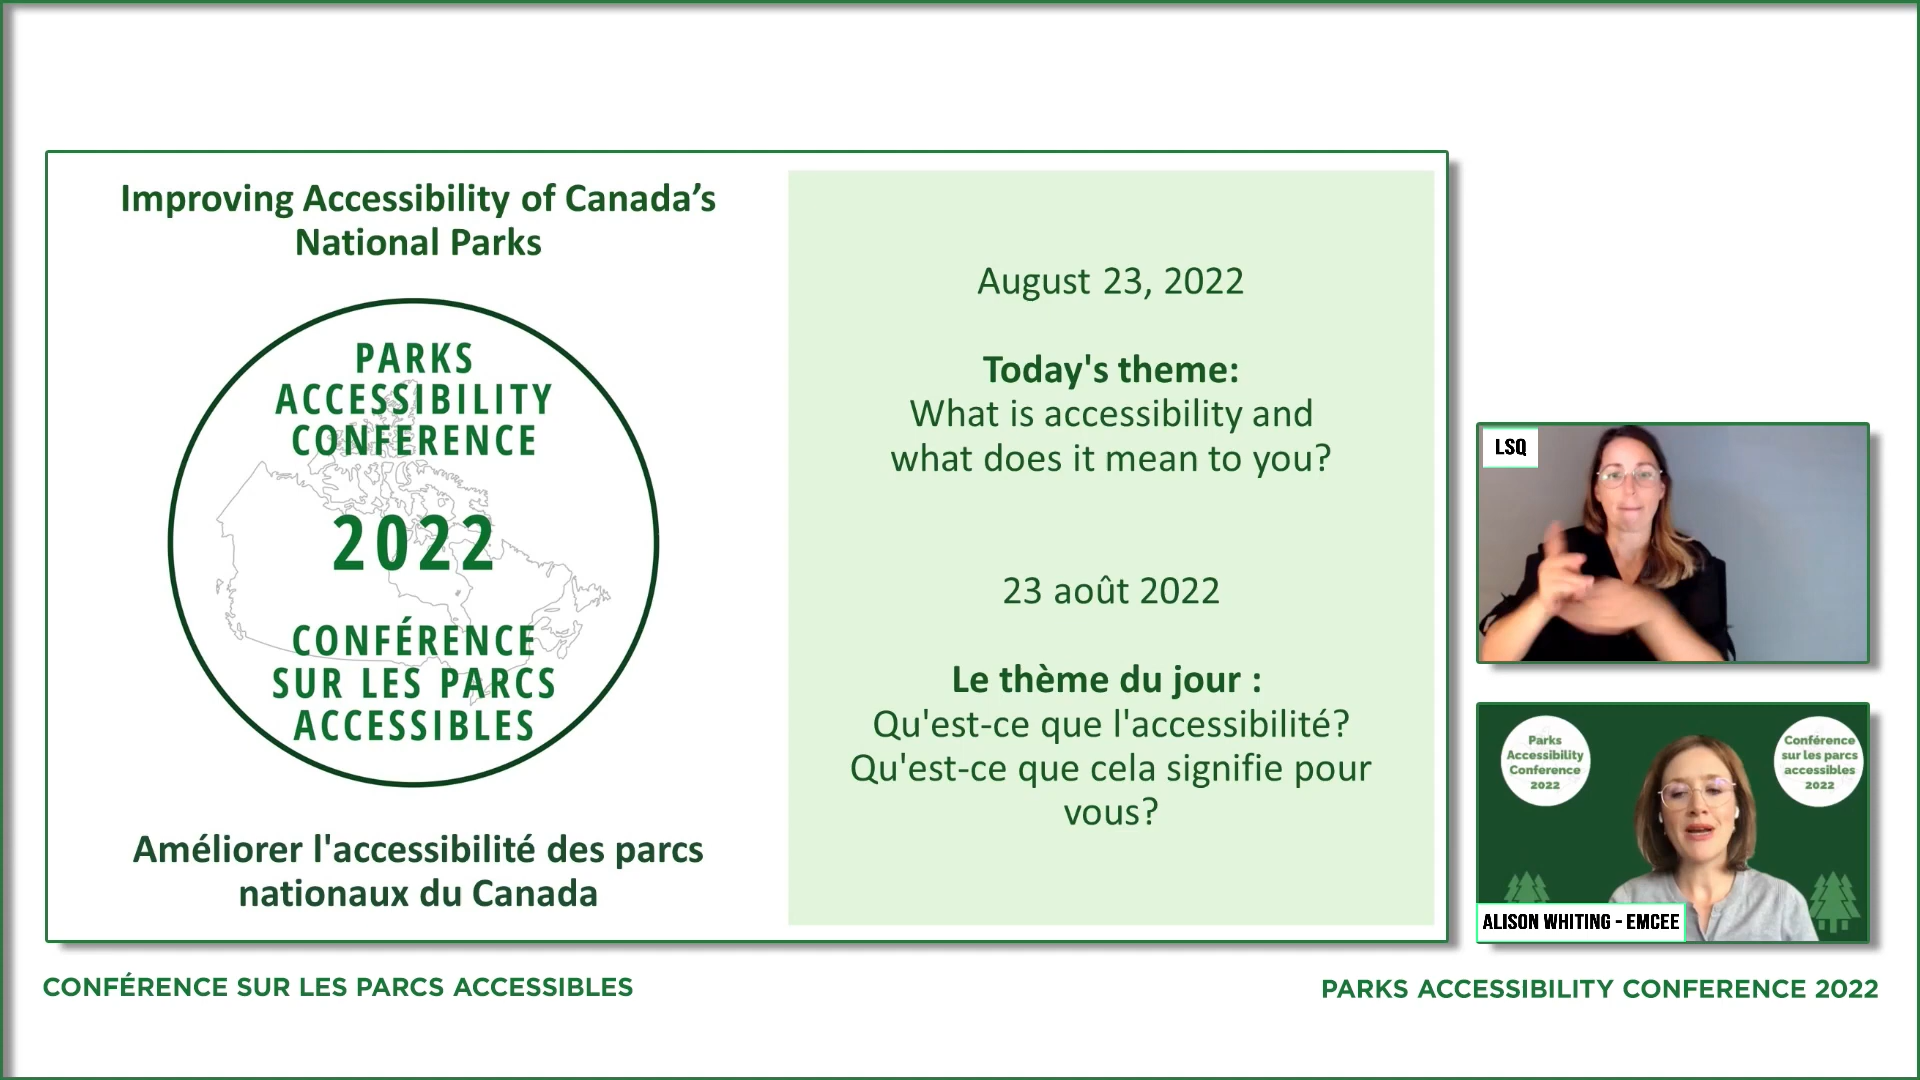 Improving Accessibility of Canada’s
National Parks
PARKS
ACCESSIBILITY
CONFERENCE
2022
CONFÉRENCE
SUR LES PARCS
ACCESSIBLES
Améliorer l'accessibilité des parcs
nationaux du Canada
August 23, 2022
Today's theme:
What is accessibility and
what does it mean to you?
23 août 2022
Le thème du jour :
Qu'est-ce que l'accessibilité?
Qu'est-ce que cela signifie pour
vous?
LSQ
Parks
Accessibility
Conference
2022
Conférence
sur les parcs
accessibles
2022
ALISON WHITING - EMCEE
CONFÉRENCE SUR LES PARCS ACCESSIBLES
PARKS ACCESSIBILITY CONFERENCE 2022